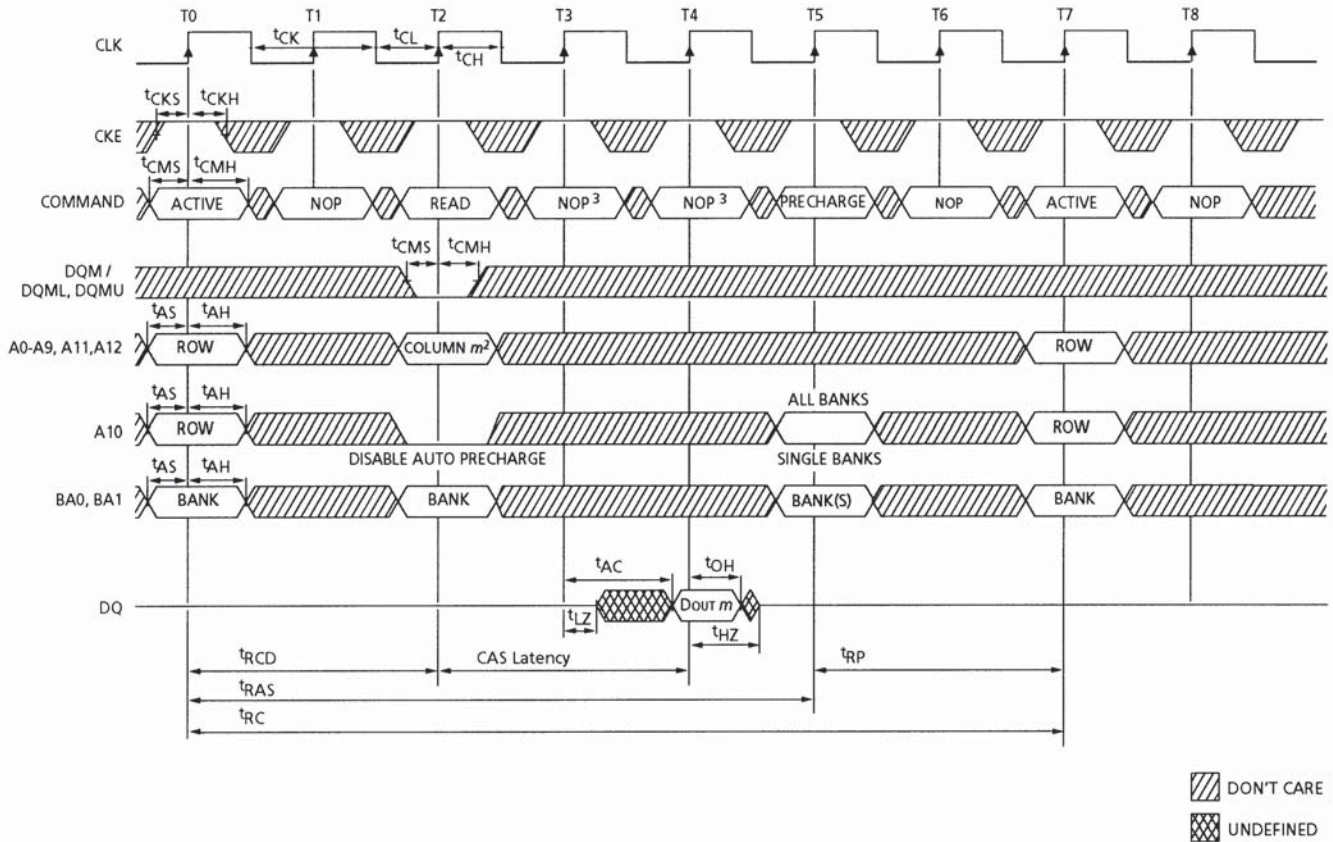 T0 T1 T2 T3 T4 T5 T6 T7 T8
CLK
tCK tCL tCH
tCKS tCKH
CKE
tCMS tCMH
COMMAND ACTIVE NOP READ NOP 3 NOP 3 PRECHARGE NOP ACTIVE NOP
tCMS tCMH
DQM /
DQML, DQMU
tAS tAH
A0-A9, A11,A12 ROW COLUMN m2 ROW
tAS tAH ALL BANKS
A10 ROW ROW
DISABLE AUTO PRECHARGE SINGLE BANKS
tAS tAH
BA0, BA1 BANK BANK BANK(S) BANK
tAC tOH
DQ DOUT m
tLZ tHZ
tRCD CAS Latency tRP
tRAS
tRC
DON'T CARE
UNDEFINED